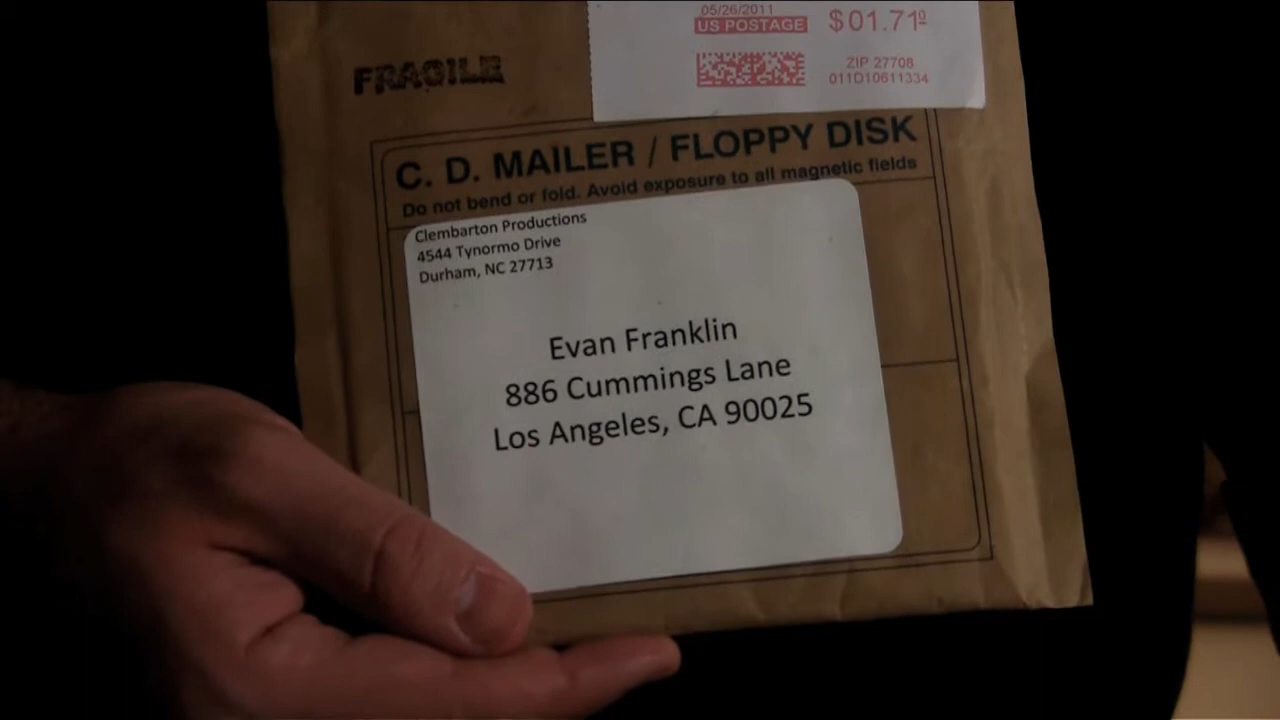 05/26/2011
US POSTAGE
$01.71⁰
ZIP 27708
011D10611334
FRAGILE
C. D. MAILER / FLOPPY DISK
Do not bend or fold. Avoid exposure to all magnetic fields
Clembarton Productions
4544 Tynormo Drive
Durham, NC 27713
Evan Franklin
886 Cummings Lane
Los Angeles, CA 90025